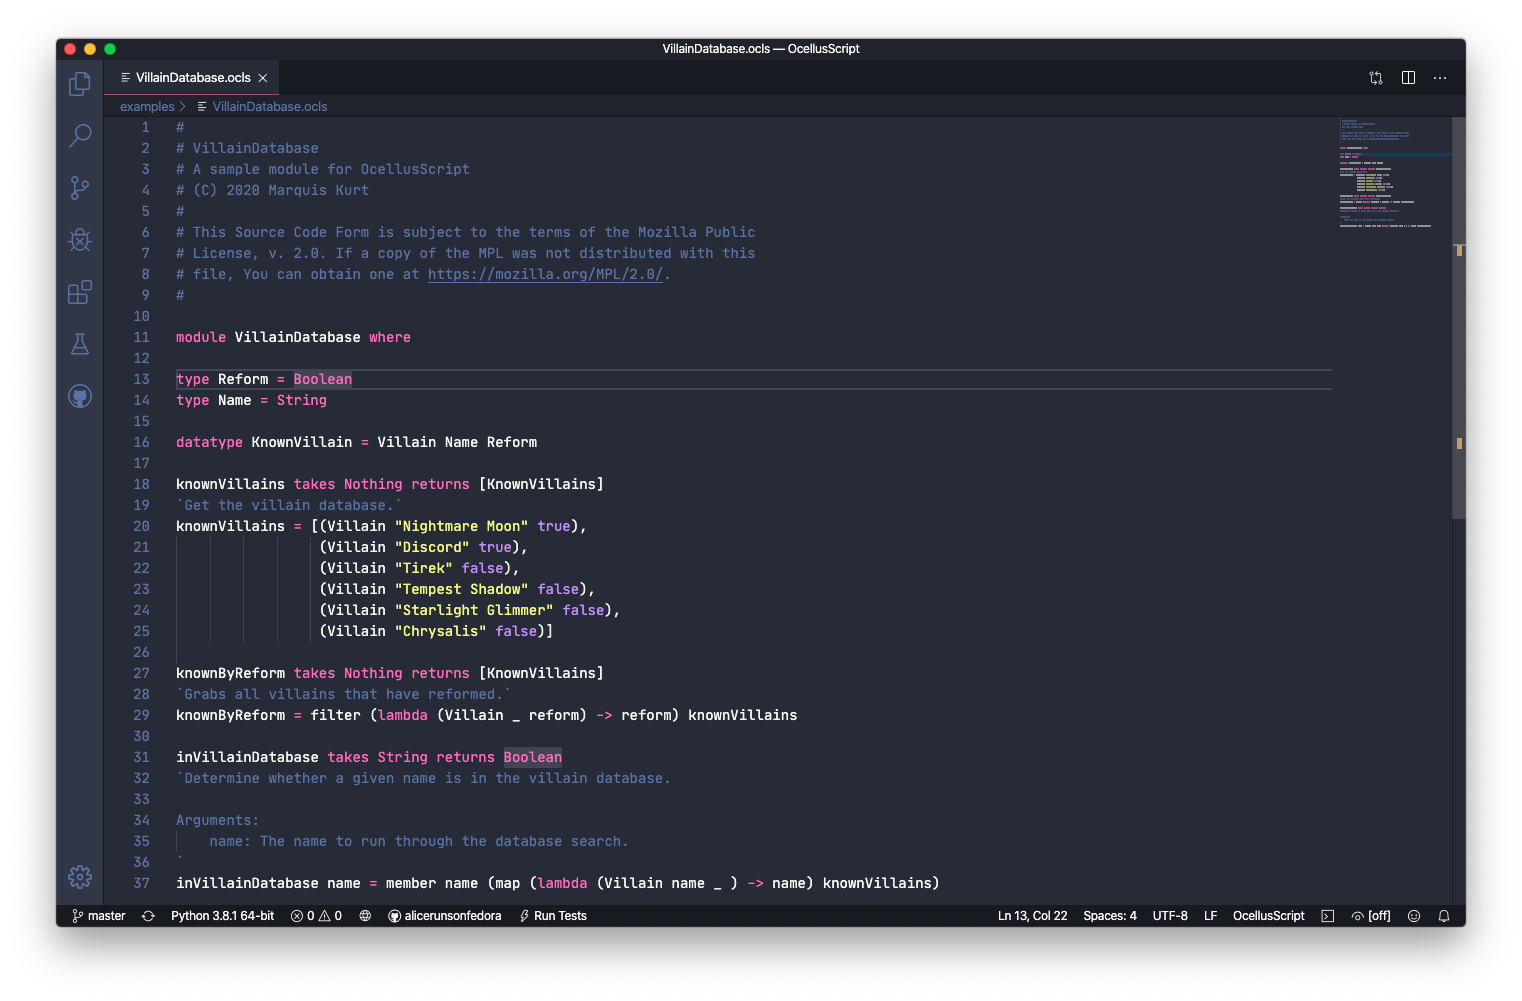 VillainDatabase.ocls — OcellusScript
VillainDatabase.ocls
examples > VillainDatabase.ocls
1 #
2 # VillainDatabase
3 # A sample module for OcellusScript
4 # (C) 2020 Marquis Kurt
5 #
6 # This Source Code Form is subject to the terms of the Mozilla Public
7 # License, v. 2.0. If a copy of the MPL was not distributed with this
8 # file, You can obtain one at https://mozilla.org/MPL/2.0/.
9 #
10
11 module VillainDatabase where
12
13 type Reform = Boolean
14 type Name = String
15
16 datatype KnownVillain = Villain Name Reform
17
18 knownVillains takes Nothing returns [KnownVillains]
19 `Get the villain database.`
20 knownVillains = [(Villain "Nightmare Moon" true),
21 (Villain "Discord" true),
22 (Villain "Tirek" false),
23 (Villain "Tempest Shadow" false),
24 (Villain "Starlight Glimmer" false),
25 (Villain "Chrysalis" false)]
26
27 knownByReform takes Nothing returns [KnownVillains]
28 `Grabs all villains that have reformed.`
29 knownByReform = filter (lambda (Villain _ reform) -> reform) knownVillains
30
31 inVillainDatabase takes String returns Boolean
32 `Determine whether a given name is in the villain database.
33
34 Arguments:
35 name: The name to run through the database search.
36 `
37 inVillainDatabase name = member name (map (lambda (Villain name _ ) -> name) knownVillains)
master Python 3.8.1 64-bit 0 0 alicerunsonfedora Run Tests Ln 13, Col 22 Spaces: 4 UTF-8 LF OcellusScript [off]